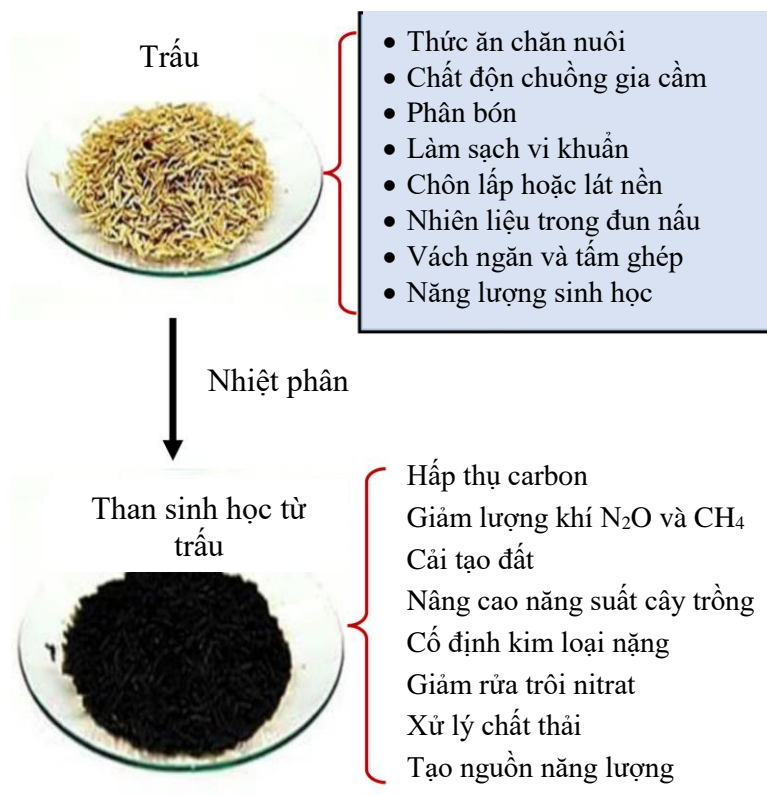 Trấu
• Thức ăn chăn nuôi
• Chất độn chuồng gia cầm
• Phân bón
• Làm sạch vi khuẩn
• Chôn lấp hoặc lát nền
• Nhiên liệu trong đun nấu
• Vách ngăn và tấm ghép
• Năng lượng sinh học
Nhiệt phân
Than sinh học từ
trấu
Hấp thụ carbon
Giảm lượng khí N₂O và CH₄
Cải tạo đất
Nâng cao năng suất cây trồng
Cố định kim loại nặng
Giảm rửa trôi nitrat
Xử lý chất thải
Tạo nguồn năng lượng